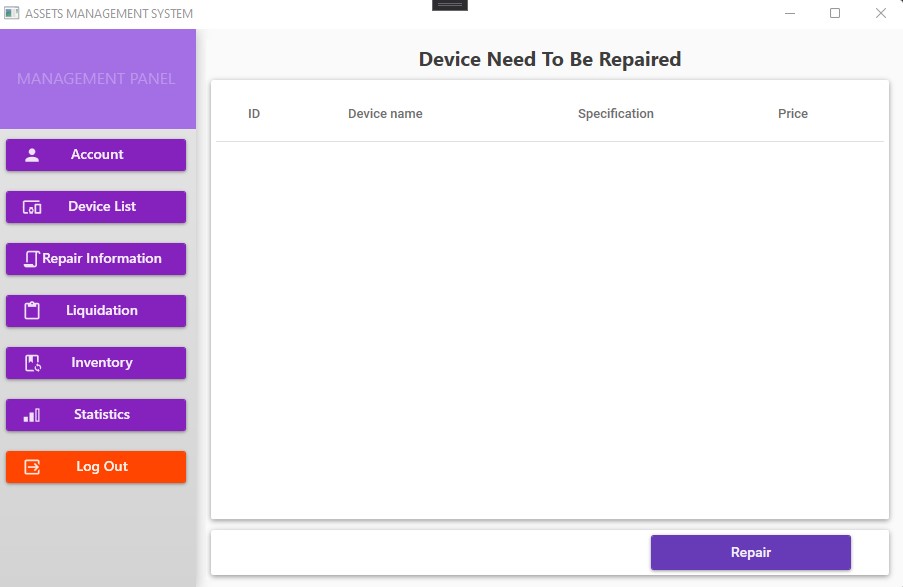 ASSETS MANAGEMENT SYSTEM
MANAGEMENT PANEL
Account
Device List
Repair Information
Liquidation
Inventory
Statistics
Log Out
Device Need To Be Repaired
ID Device name Specification Price
Repair